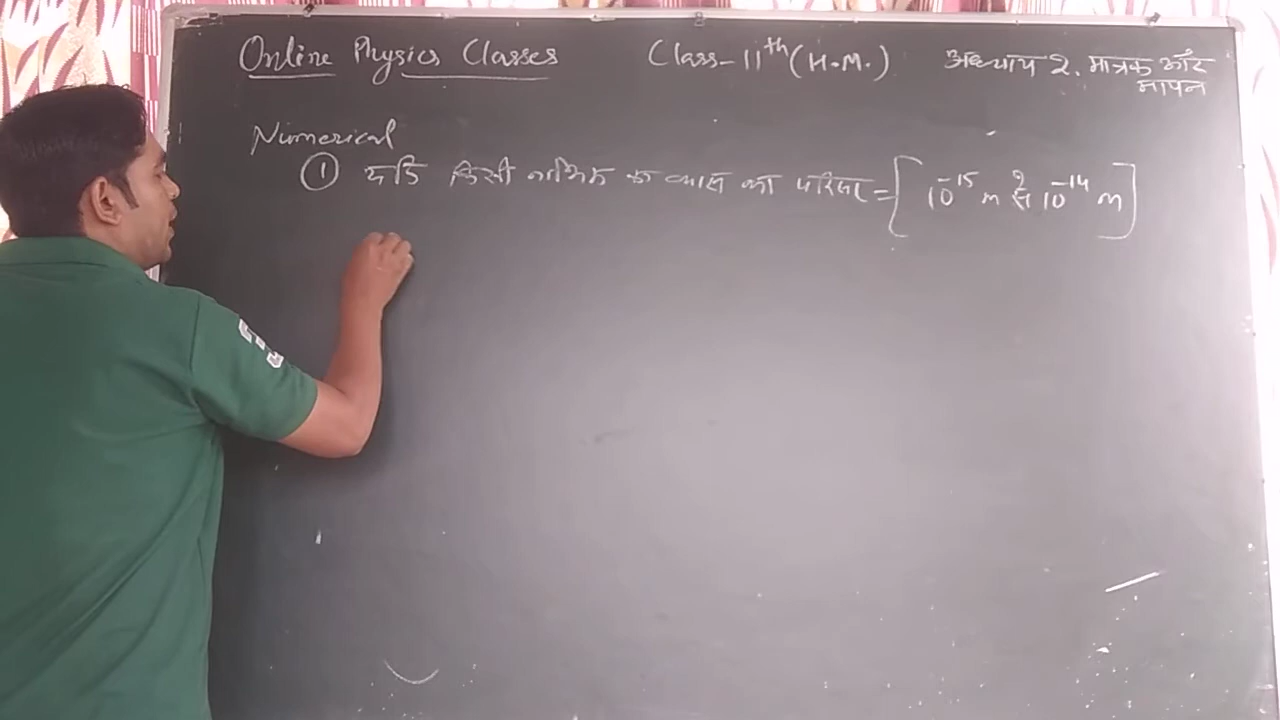 Online Physics Classes Class-11th (H.M.) अध्याय 2. मात्रक और
मापन
Numerical
① यदि किसी नाभिक के व्यास का परिसर = [10⁻¹⁵ m से 10⁻¹⁴ m]